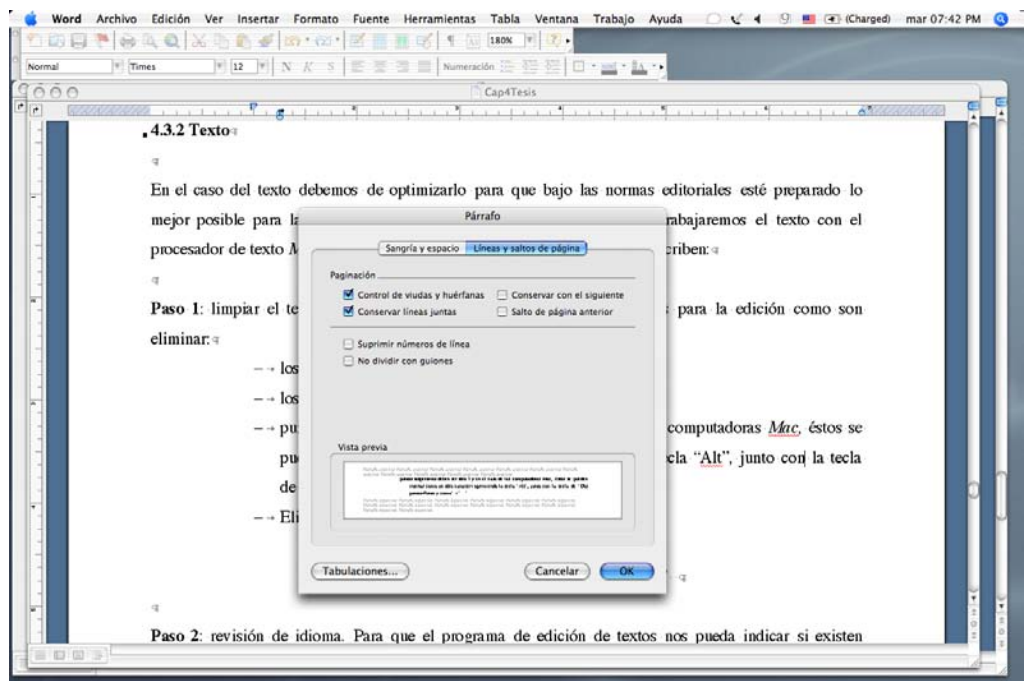 Word Archivo Edición Ver Insertar Formato Fuente Herramientas Tabla Ventana Trabajo Ayuda (Charged) mar 07:42 PM
180%
Normal Times 12 N K S Numeración
Cap4Tesis
4.3.2 Texto
En el caso del texto debemos de optimizarlo para que bajo las normas editoriales esté preparado lo
mejor posible para la rabajaremos el texto con el
procesador de texto M criben:
Paso 1: limpiar el te para la edición como son
eliminar:
– los
– los
– pu computadoras Mac, éstos se
pu cla “Alt”, junto con la tecla
de
– Eli
Paso 2: revisión de idioma. Para que el programa de edición de textos nos pueda indicar si existen
Párrafo
Sangría y espacio Líneas y saltos de página
Paginación
Control de viudas y huérfanas Conservar con el siguiente
Conservar líneas juntas Salto de página anterior
Suprimir números de línea
No dividir con guiones
Vista previa
Tabulaciones... Cancelar OK